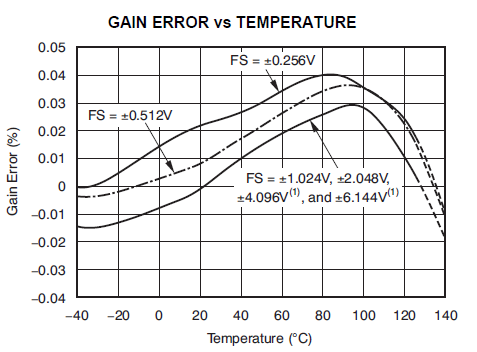 GAIN ERROR vs TEMPERATURE
0.05
0.04
0.03
0.02
0.01
0
−0.01
−0.02
−0.03
−0.04
Gain Error (%)
FS = ±0.256V
FS = ±0.512V
FS = ±1.024V, ±2.048V,
±4.096V(1), and ±6.144V(1)
−40 −20 0 20 40 60 80 100 120 140
Temperature (°C)